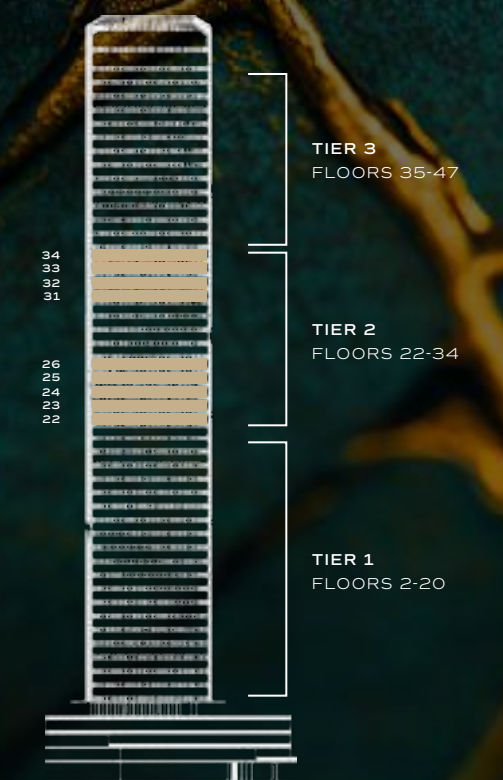 TIER 3
FLOORS 35-47
34
33
32
31
TIER 2
FLOORS 22-34
26
25
24
23
22
TIER 1
FLOORS 2-20